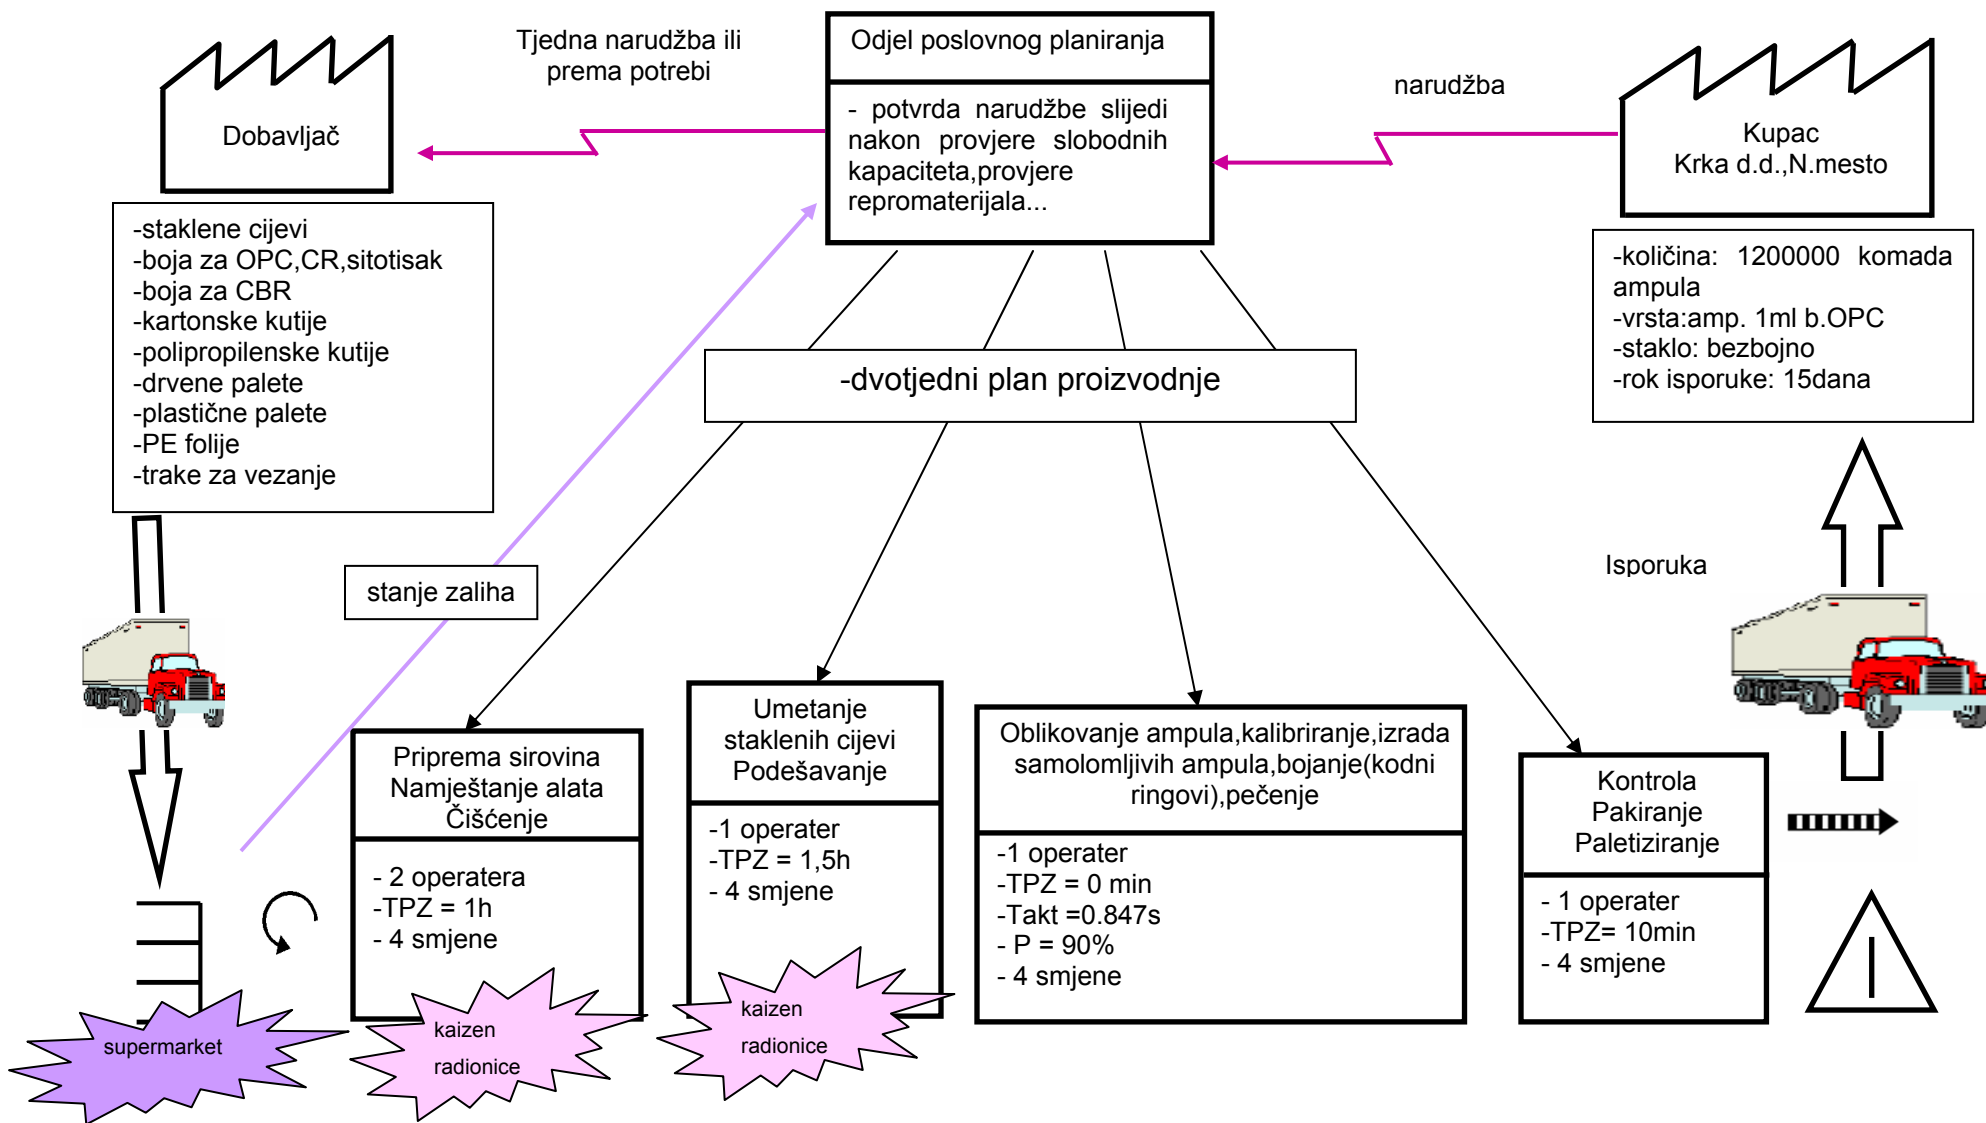 Tjedna narudžba ili
prema potrebi
Odjel poslovnog planiranja
- potvrda narudžbe slijedi
nakon provjere slobodnih
kapaciteta,provjere
repromaterijala...
narudžba
Dobavljač
Kupac
Krka d.d.,N.mesto
-staklene cijevi
-boja za OPC,CR,sitotisak
-boja za CBR
-kartonske kutije
-polipropilenske kutije
-drvene palete
-plastične palete
-PE folije
-trake za vezanje
-količina: 1200000 komada
ampula
-vrsta:amp. 1ml b.OPC
-staklo: bezbojno
-rok isporuke: 15dana
-dvotjedni plan proizvodnje
stanje zaliha
Isporuka
Priprema sirovina
Namještanje alata
Čišćenje
- 2 operatera
-TPZ = 1h
- 4 smjene
Umetanje
staklenih cijevi
Podešavanje
-1 operater
-TPZ = 1,5h
- 4 smjene
Oblikovanje ampula,kalibriranje,izrada
samolomljivih ampula,bojanje(kodni
ringovi),pečenje
-1 operater
-TPZ = 0 min
-Takt =0.847s
- P = 90%
- 4 smjene
Kontrola
Pakiranje
Paletiziranje
- 1 operater
-TPZ= 10min
- 4 smjene
I
supermarket
kaizen
radionice
kaizen
radionice